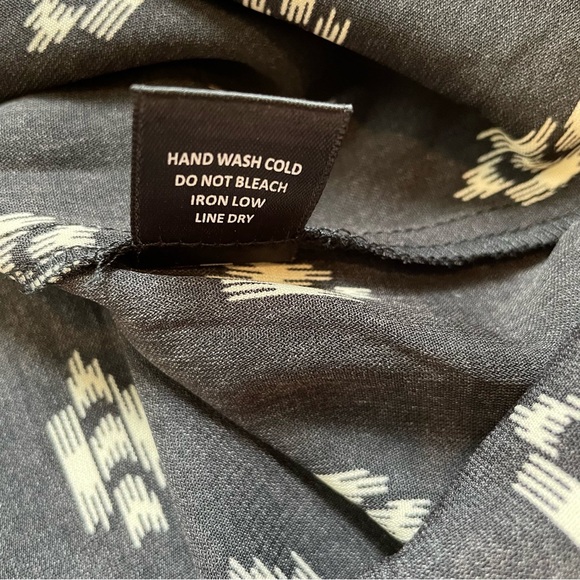 HAND WASH COLD
DO NOT BLEACH
IRON LOW
LINE DRY